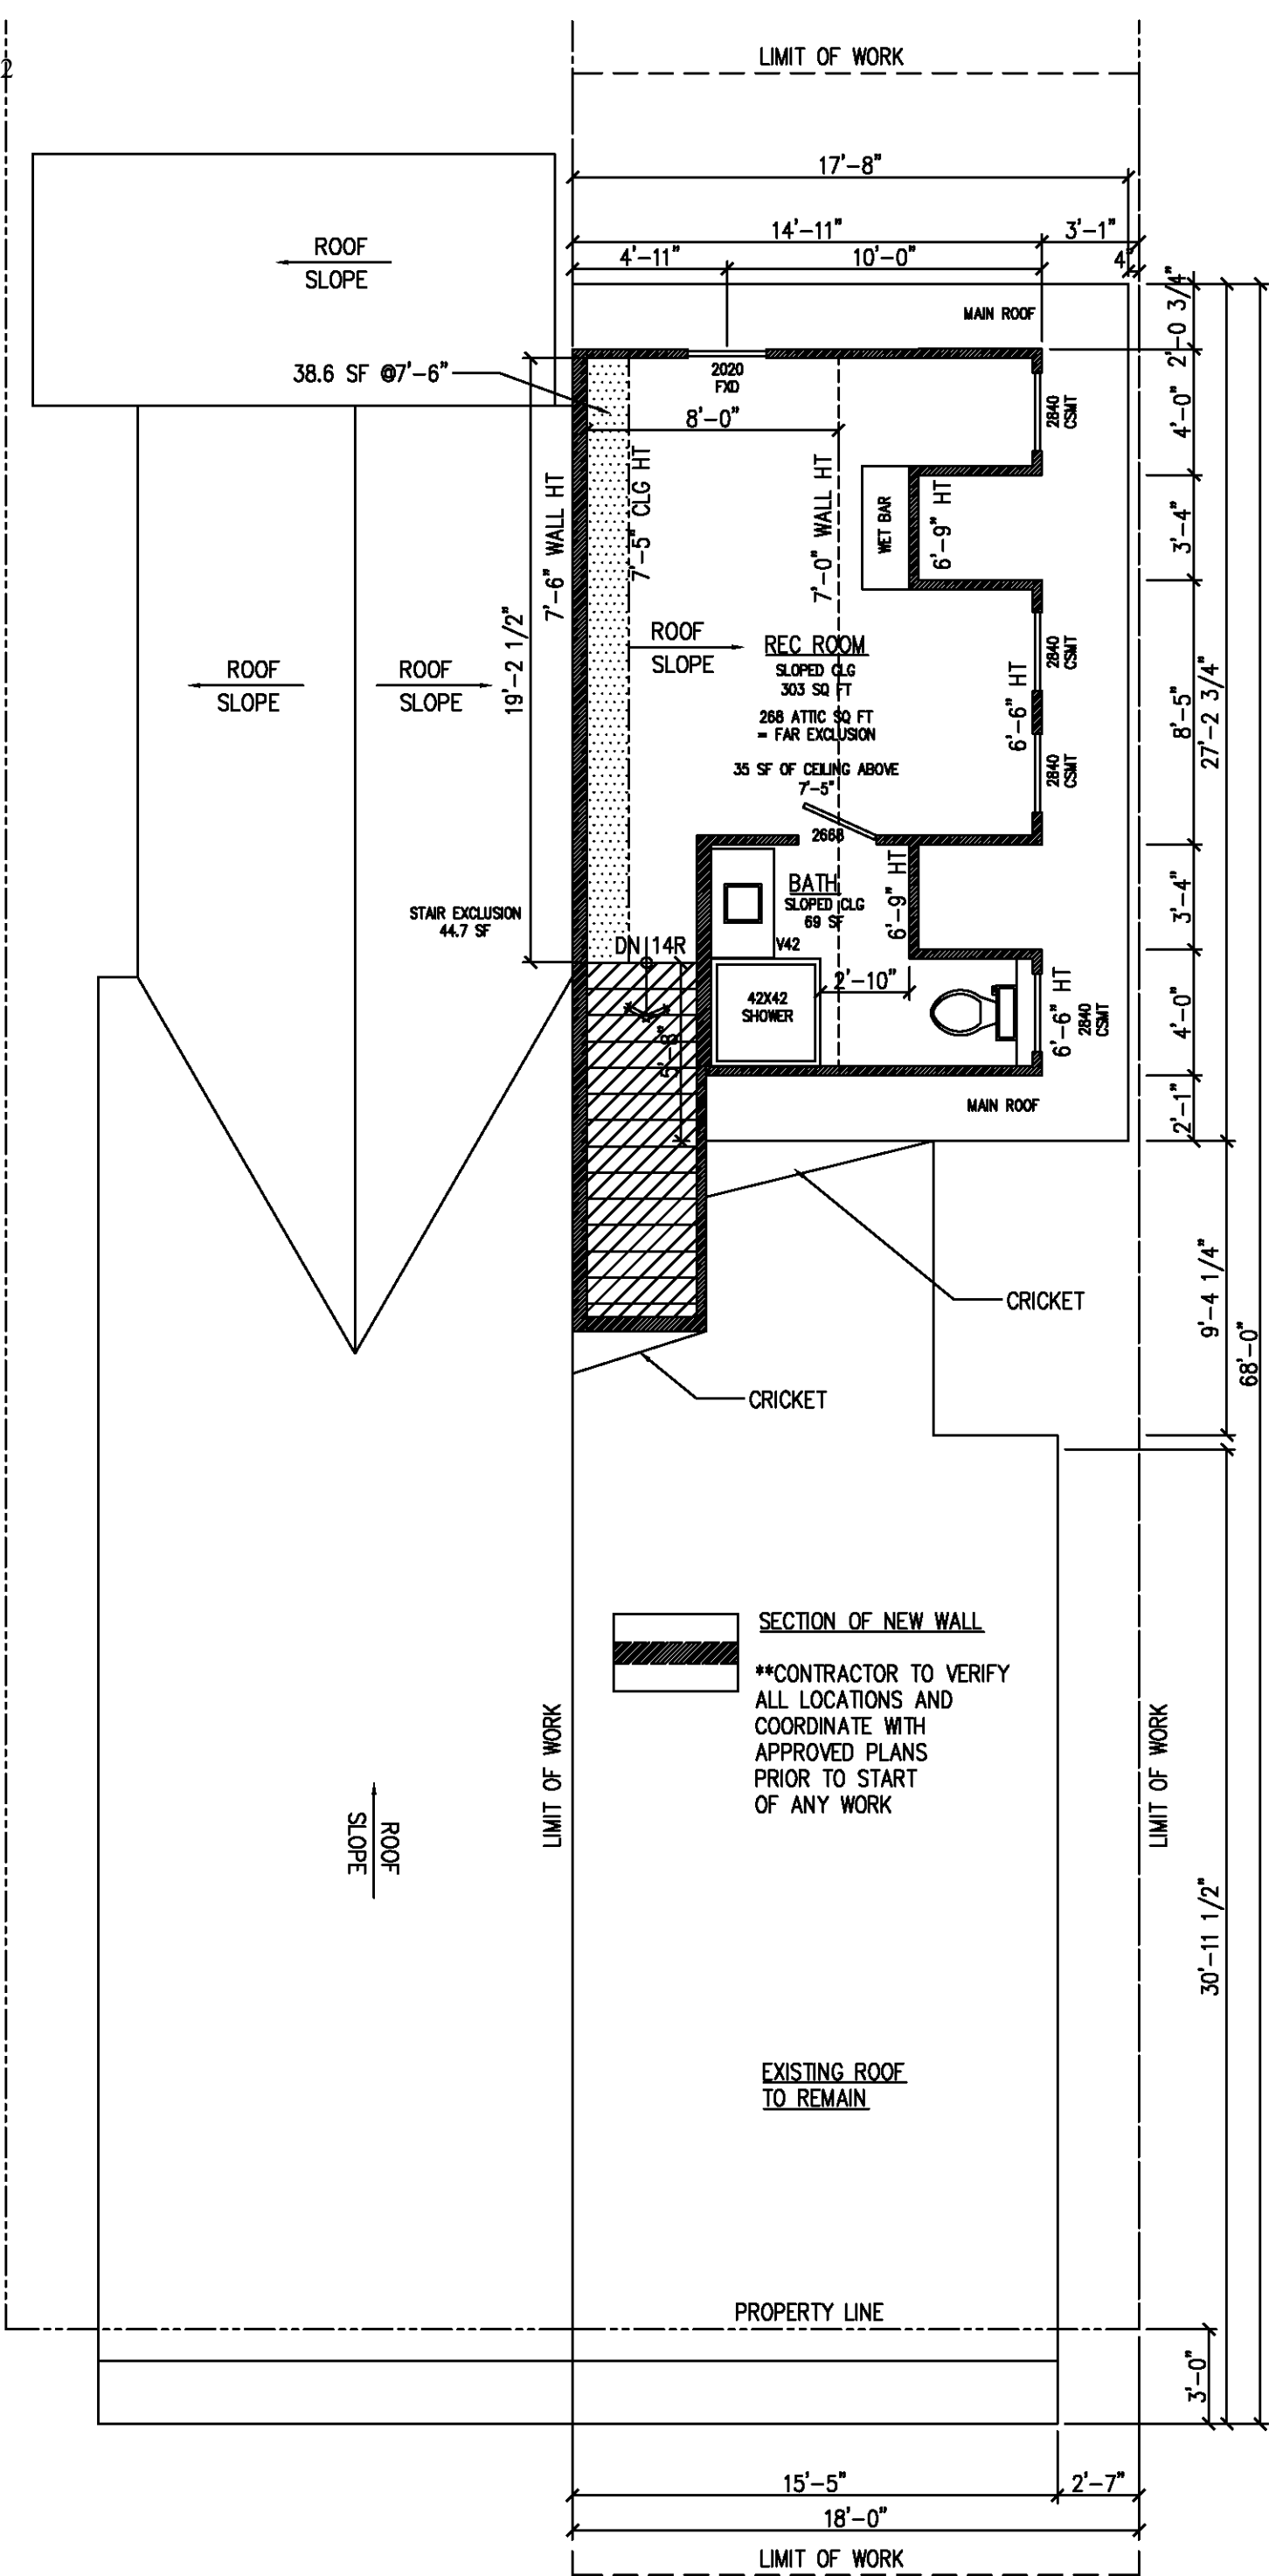 2
LIMIT OF WORK
17'-8"
14'-11"
3'-1"
4'-11"
10'-0"
4"
ROOF
SLOPE
MAIN ROOF
2'-0 3/4"
38.6 SF @7'-6"
2020
FXD
8'-0"
2840
CSMT
4'-0"
7'-6" WALL HT
7'-5" CLG HT
7'-0" WALL HT
WET BAR
6'-9" HT
3'-4"
19'-2 1/2"
ROOF
SLOPE
ROOF
SLOPE
ROOF
SLOPE
REC ROOM
SLOPED CLG
303 SQ FT
268 ATTIC SQ FT
= FAR EXCLUSION
35 SF OF CEILING ABOVE
7'-5"
6'-6" HT
2840
CSMT
2840
CSMT
8'-5"
27'-2 3/4"
2668
BATH
SLOPED CLG
69 SF
6'-9" HT
3'-4"
STAIR EXCLUSION
44.7 SF
DN 14R
V42
42X42
SHOWER
2'-10"
5'-8"
6'-6" HT
2840
CSMT
4'-0"
MAIN ROOF
2'-1"
CRICKET
9'-4 1/4"
68'-0"
CRICKET
SECTION OF NEW WALL
**CONTRACTOR TO VERIFY
ALL LOCATIONS AND
COORDINATE WITH
APPROVED PLANS
PRIOR TO START
OF ANY WORK
LIMIT OF WORK
LIMIT OF WORK
ROOF
SLOPE
30'-11 1/2"
EXISTING ROOF
TO REMAIN
PROPERTY LINE
3'-0"
15'-5"
2'-7"
18'-0"
LIMIT OF WORK